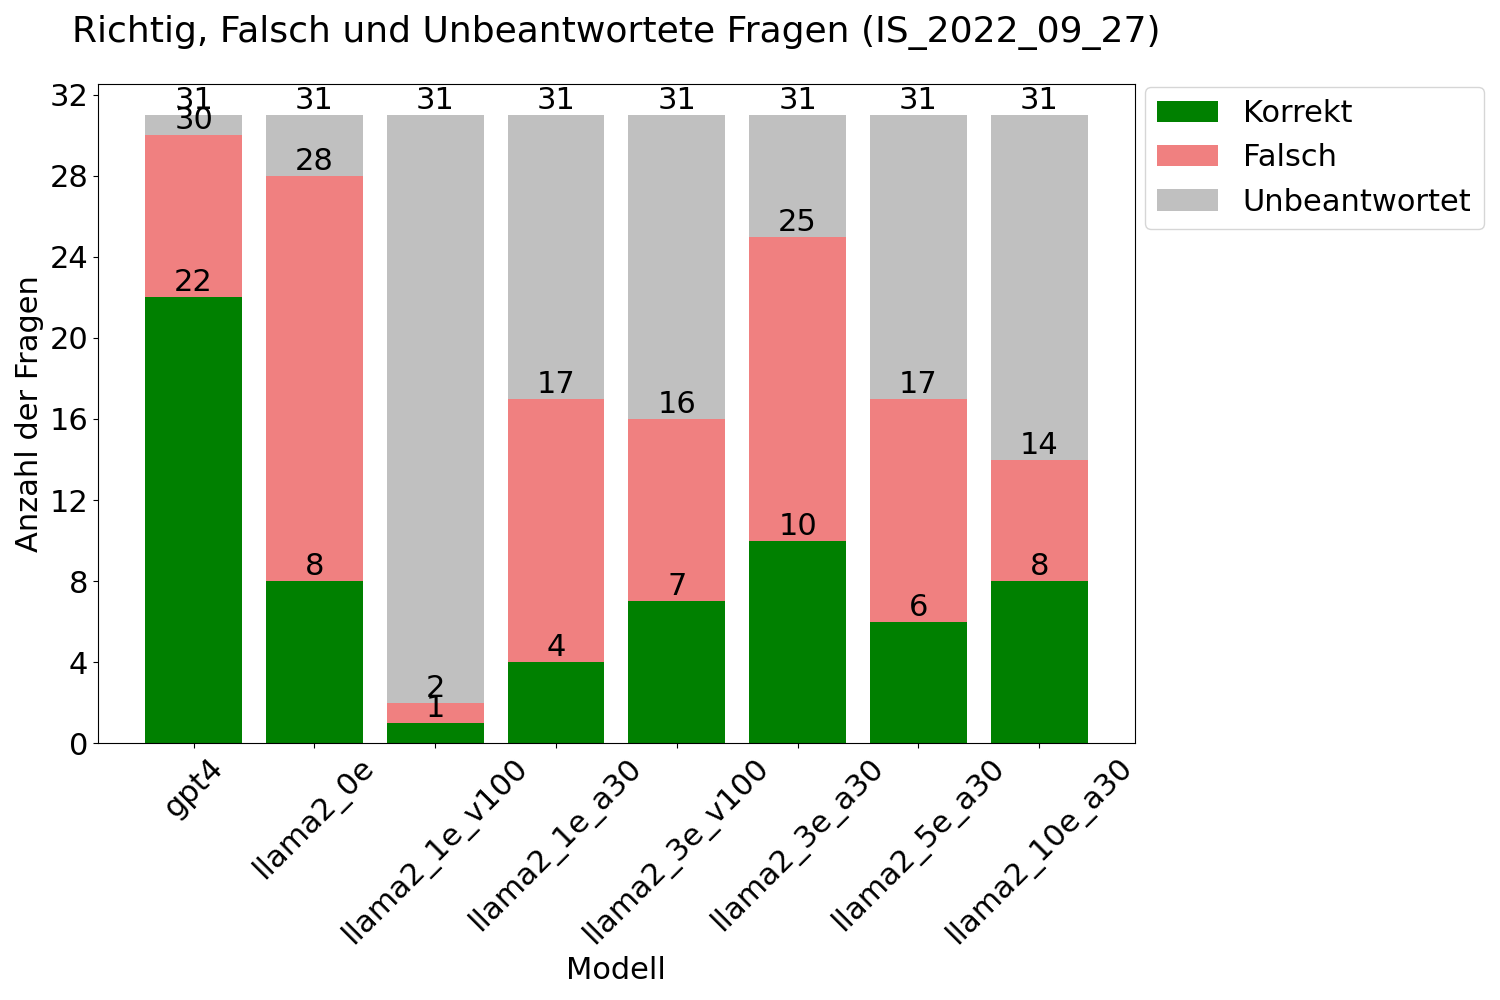 Richtig, Falsch und Unbeantwortete Fragen (IS_2022_09_27)
Korrekt
Falsch
Unbeantwortet
Anzahl der Fragen
32
28
24
20
16
12
8
4
0
31
31
31
31
31
31
31
31
30
28
2
17
16
25
17
14
22
8
1
4
7
10
6
8
gpt4
llama2_0e
llama2_1e_v100
llama2_1e_a30
llama2_3e_v100
llama2_3e_a30
llama2_5e_a30
llama2_10e_a30
Modell